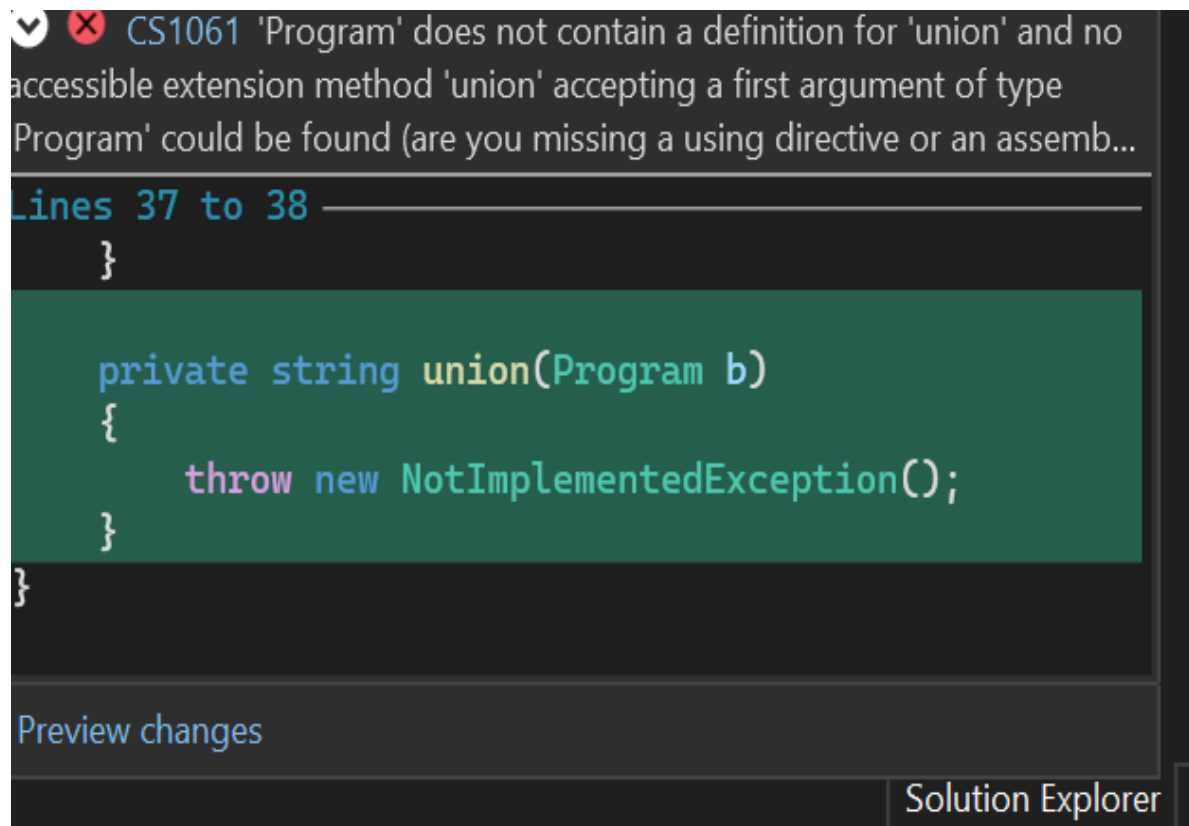 CS1061 'Program' does not contain a definition for 'union' and no
accessible extension method 'union' accepting a first argument of type
'Program' could be found (are you missing a using directive or an assemb...
Lines 37 to 38
}
private string union(Program b)
{
throw new NotImplementedException();
}
}
Preview changes
Solution Explorer